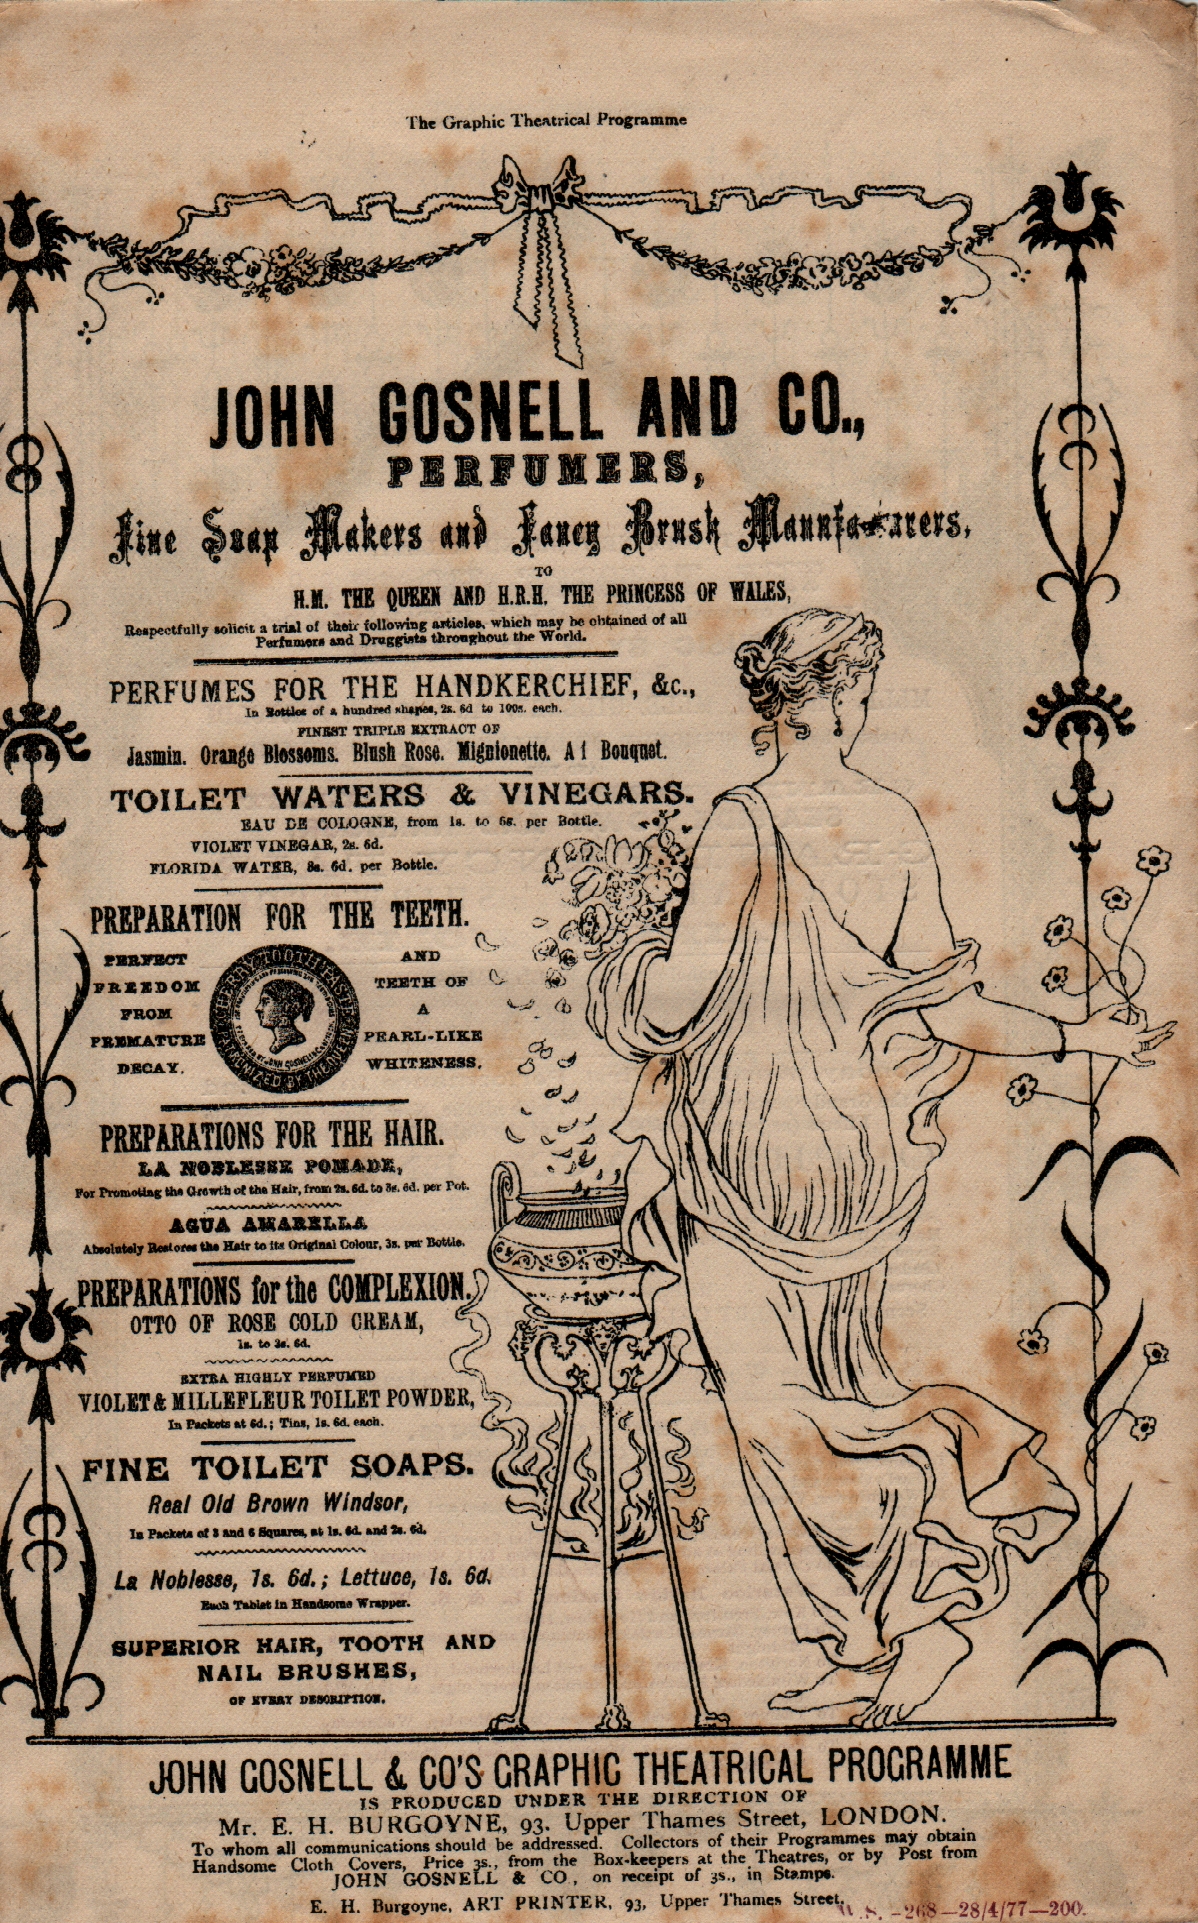 The Graphic Theatrical Programme
JOHN GOSNELL AND CO.,
PERFUMERS,
Fine Soap Makers and Fancy Brush Manufacturers,
TO
H.M. THE QUEEN AND H.R.H. THE PRINCESS OF WALES,
Respectfully solicit a trial of their following articles, which may be obtained of all
Perfumers and Druggists throughout the World.
PERFUMES FOR THE HANDKERCHIEF, &c.,
In Bottles of a hundred shapes, 2s. 6d to 100s. each.
FINEST TRIPLE EXTRACT OF
Jasmin. Orange Blossoms. Blush Rose. Mignionette. A 1 Bouquet.
TOILET WATERS & VINEGARS.
EAU DE COLOGNE, from 1s. to 6s. per Bottle.
VIOLET VINEGAR, 2s. 6d.
FLORIDA WATER, 3s. 6d. per Bottle.
PREPARATION FOR THE TEETH.
PERFECT
FREEDOM
FROM
PREMATURE
DECAY.
CHERRY TOOTH PASTE
AND
TEETH OF
A
PEARL-LIKE
WHITENESS.
PREPARATIONS FOR THE HAIR.
LA NOBLESSE POMADE,
For Promoting the Growth of the Hair, from 2s. 6d. to 3s. 6d. per Pot.
AGUA AMARELLA
Absolutely Restores the Hair to its Original Colour, 3s. per Bottle.
PREPARATIONS for the COMPLEXION.
OTTO OF ROSE COLD CREAM,
1s. to 2s. 6d.
EXTRA HIGHLY PERFUMED
VIOLET & MILLEFLEUR TOILET POWDER,
In Packets at 6d.; Tins, 1s. 6d. each.
FINE TOILET SOAPS.
Real Old Brown Windsor,
In Packets of 3 and 6 Squares, at 1s. 6d. and 2s. 6d.
La Noblesse, 1s. 6d.; Lettuce, 1s. 6d.
Each Tablet in Handsome Wrapper.
SUPERIOR HAIR, TOOTH AND
NAIL BRUSHES,
OF EVERY DESCRIPTION.
JOHN GOSNELL & CO'S GRAPHIC THEATRICAL PROGRAMME
IS PRODUCED UNDER THE DIRECTION OF
Mr. E. H. BURGOYNE, 93. Upper Thames Street, LONDON.
To whom all communications should be addressed. Collectors of their Programmes may obtain
Handsome Cloth Covers, Price 3s., from the Box-keepers at the Theatres, or by Post from
JOHN GOSNELL & CO, on receipt of 3s., in Stamps.
E. H. Burgoyne, ART PRINTER, 93, Upper Thames Street,
W.S. -268-28/4/77-200.